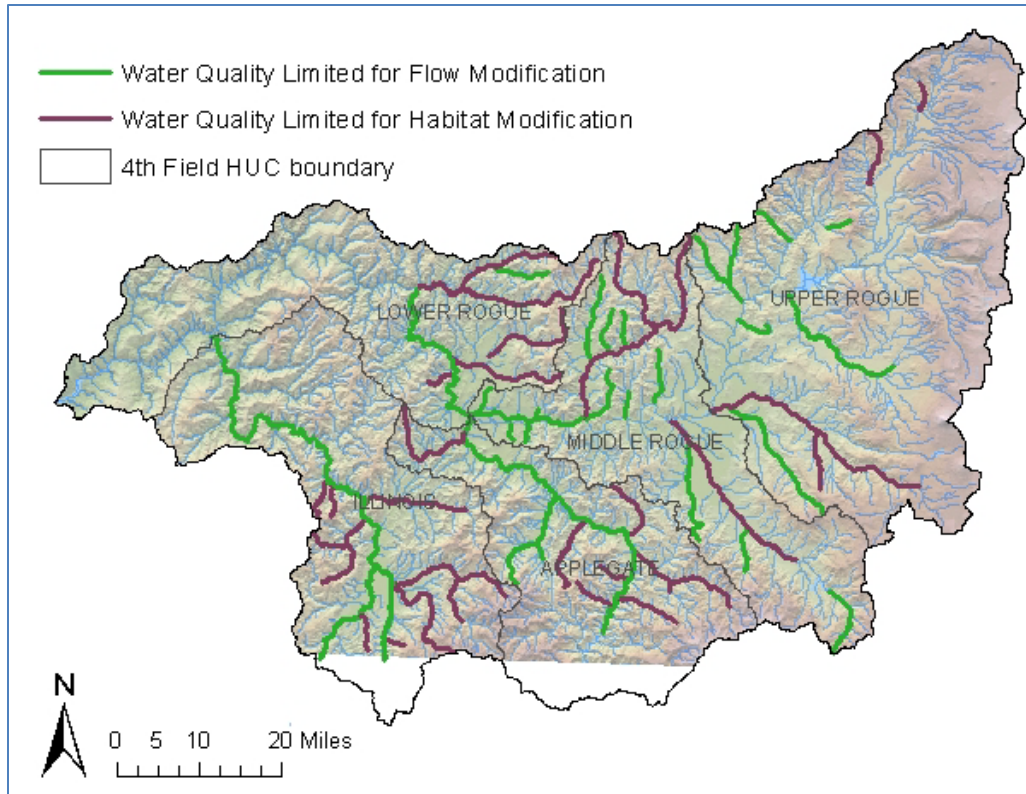 Water Quality Limited for Flow Modification
Water Quality Limited for Habitat Modification
4th Field HUC boundary
UPPER ROGUE
LOWER ROGUE
MIDDLE ROGUE
ILLINOIS
APPLEGATE
N
0 5 10 20 Miles